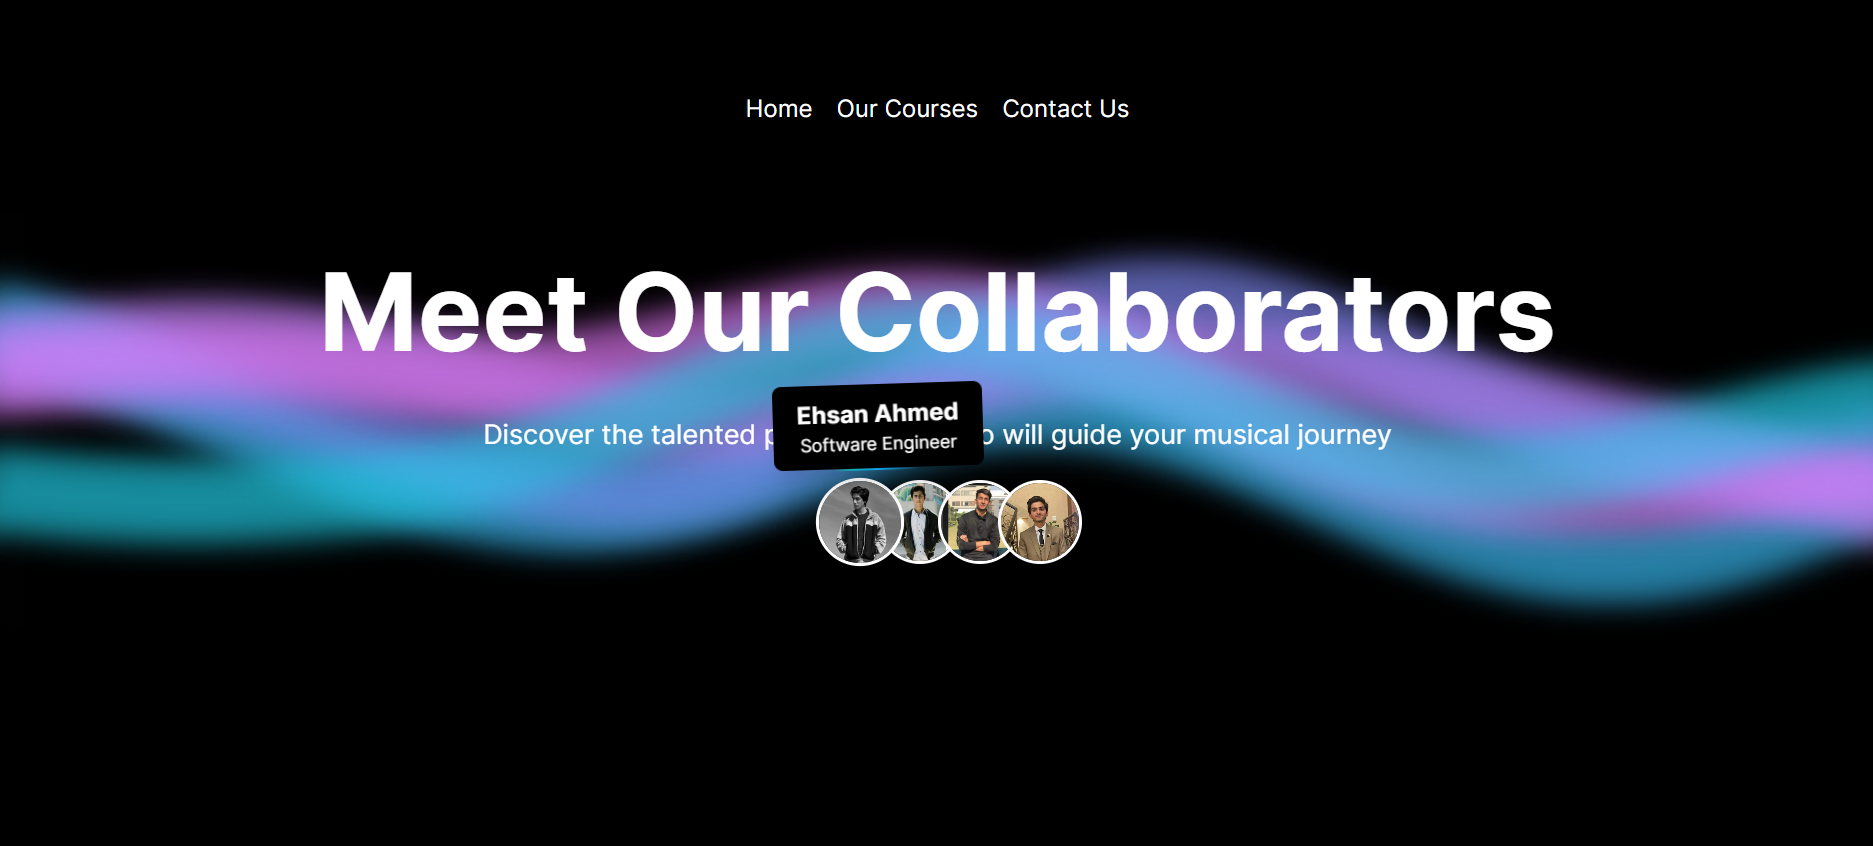 Home Our Courses Contact Us
Meet Our Collaborators
Ehsan Ahmed
Discover the talented will guide your musical journey
Software Engineer